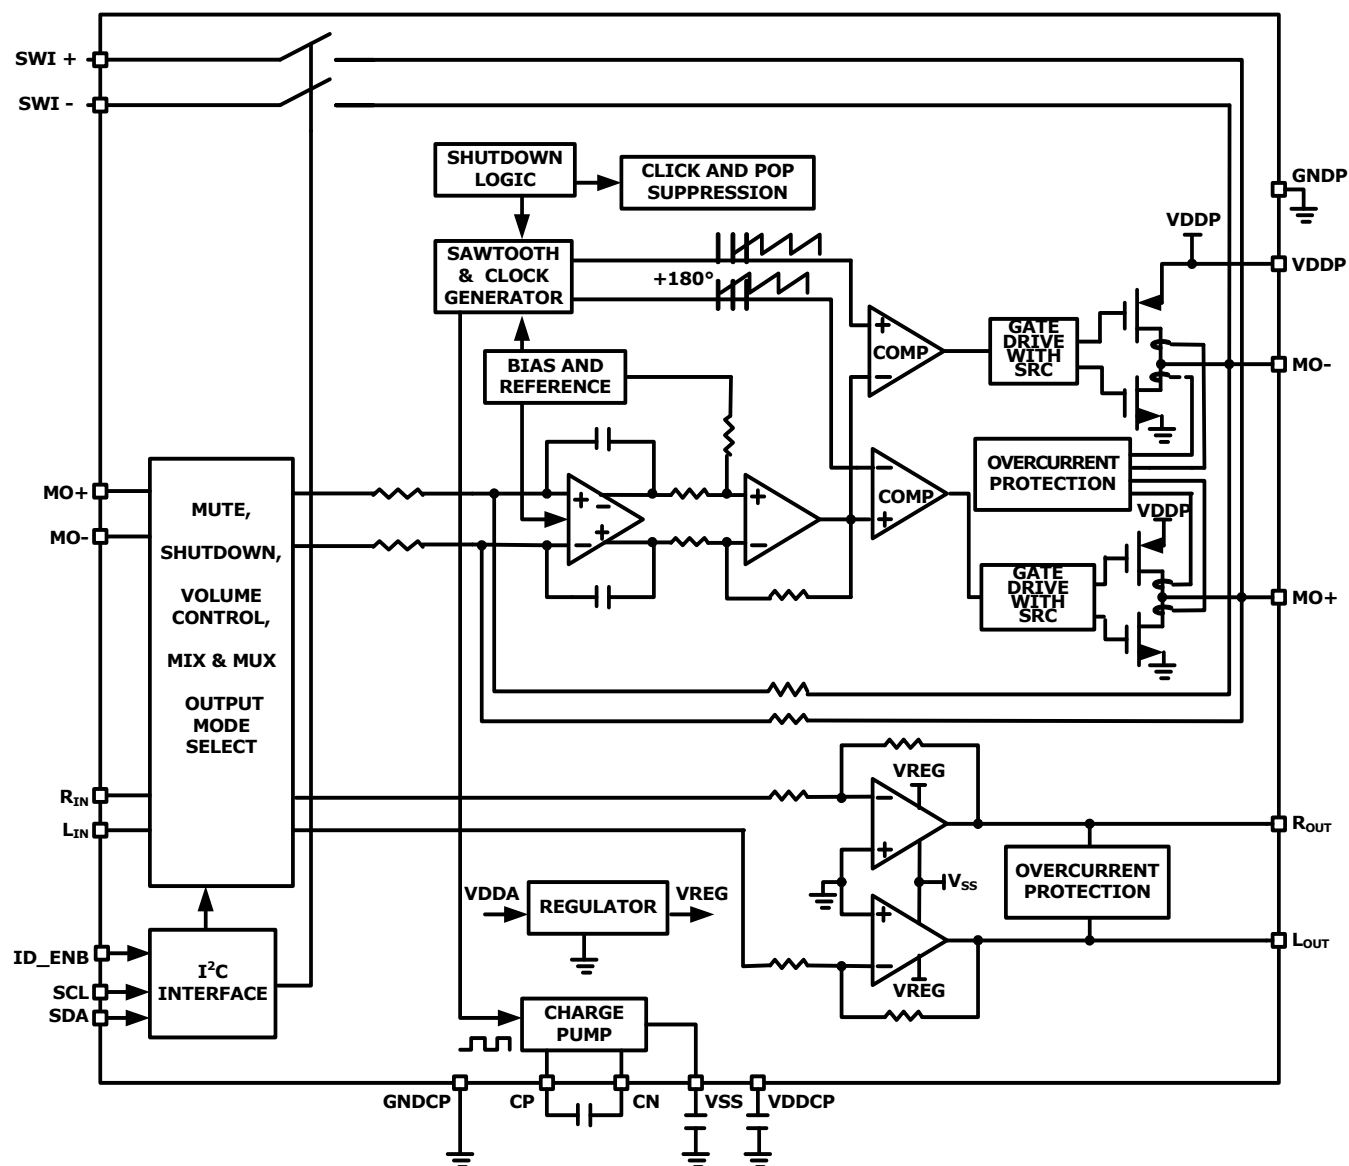 SWI +
SWI -
SHUTDOWN
LOGIC
CLICK AND POP
SUPPRESSION
GNDP
VDDP
SAWTOOTH
& CLOCK
GENERATOR
+180°
VDDP
BIAS AND
REFERENCE
+
COMP
−
GATE
DRIVE
WITH
SRC
MO-
MO+
MO-
MUTE,
SHUTDOWN,
VOLUME
CONTROL,
MIX & MUX
OUTPUT
MODE
SELECT
+
−
+
−
+
−
−
COMP
+
OVERCURRENT
PROTECTION
VDDP
GATE
DRIVE
WITH
SRC
MO+
RIN
LIN
VREG
−
+
VSS
+
−
VREG
ROUT
OVERCURRENT
PROTECTION
LOUT
VDDA
REGULATOR
VREG
ID_ENB
SCL
SDA
I²C
INTERFACE
CHARGE
PUMP
GNDCP
CP
CN
VSS
VDDCP